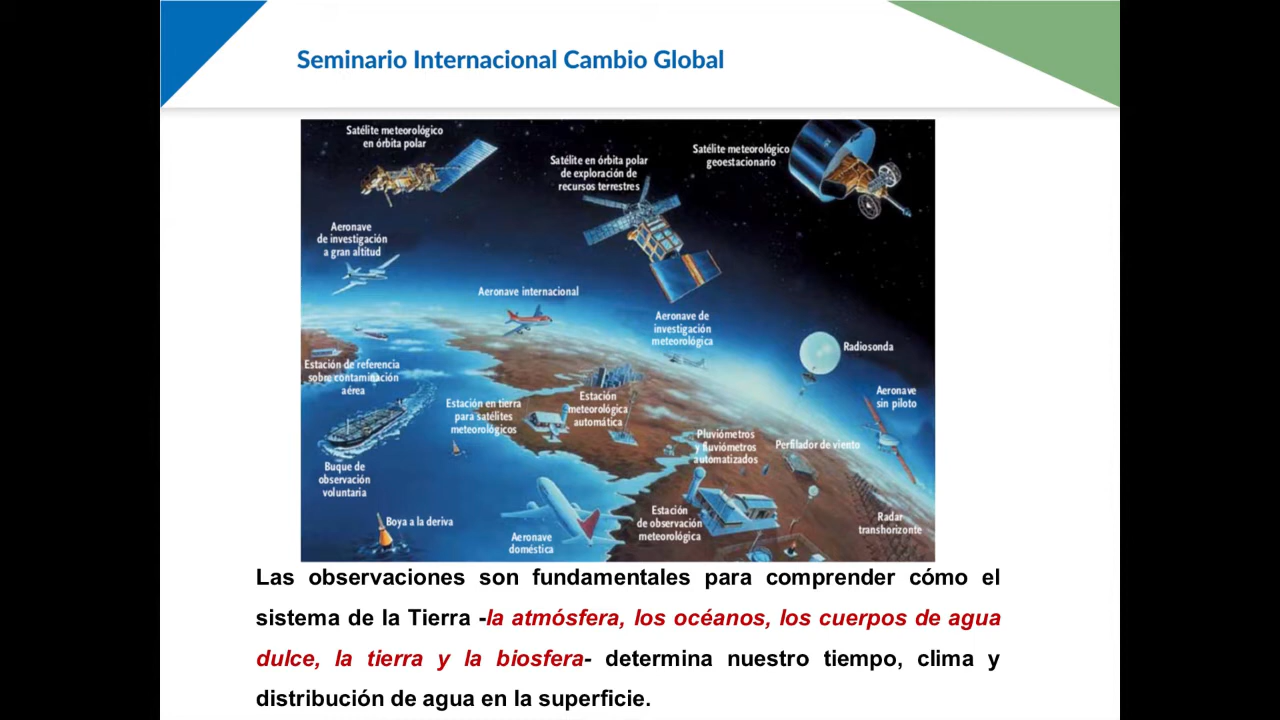 Seminario Internacional Cambio Global
Satélite meteorológico
en órbita polar
Satélite en órbita polar
de exploración de
recursos terrestres
Satélite meteorológico
geoestacionario
Aeronave
de investigación
a gran altitud
Aeronave internacional
Aeronave de
investigación
meteorológica
Radiosonda
Estación de referencia
sobre contaminación
aérea
Aeronave
sin piloto
Estación en tierra
para satélites
meteorológicos
Estación
meteorológica
automática
Pluviómetros
y fluviómetros
automatizados
Perfilador de viento
Buque de
observación
voluntaria
Boya a la deriva
Aeronave
doméstica
Estación
de observación
meteorológica
Radar
transhorizonte
Las observaciones son fundamentales para comprender cómo el
sistema de la Tierra -la atmósfera, los océanos, los cuerpos de agua
dulce, la tierra y la biosfera- determina nuestro tiempo, clima y
distribución de agua en la superficie.